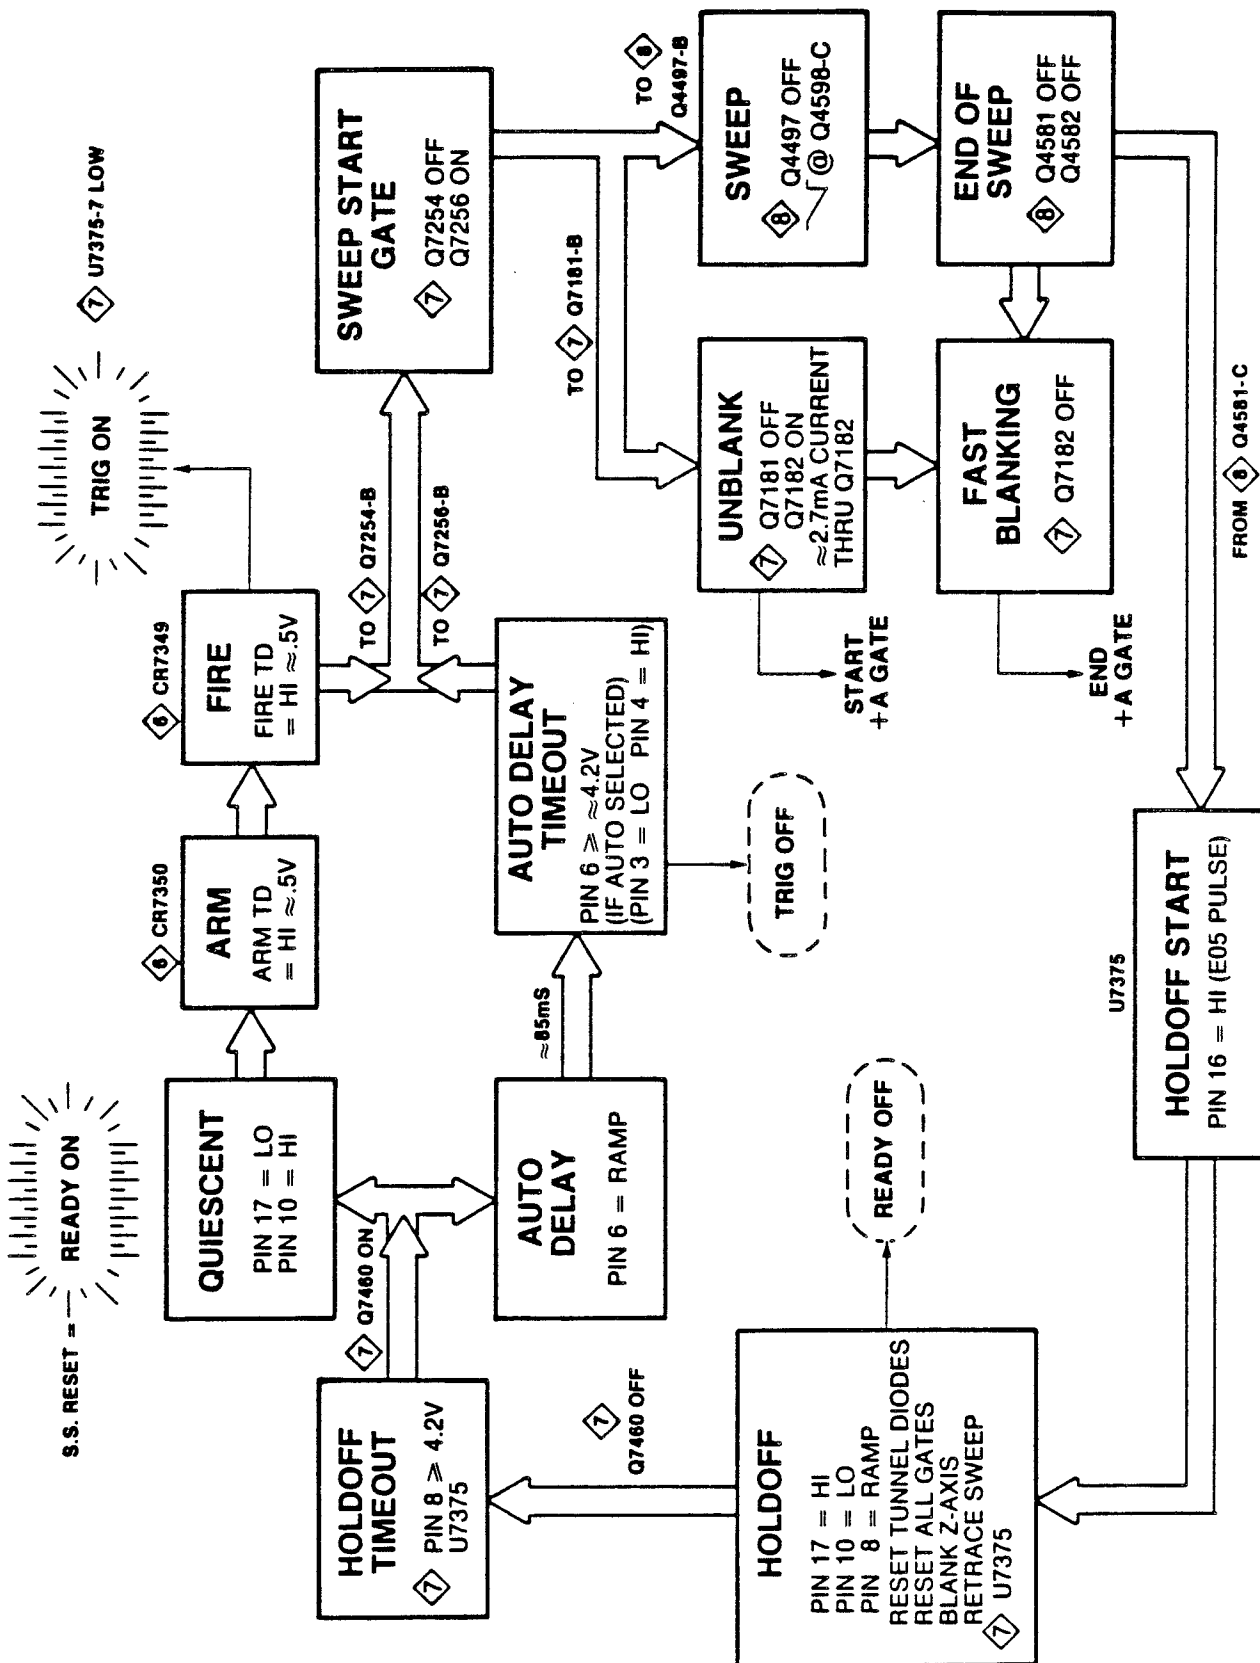 S.S. RESET =
READY ON
QUIESCENT
PIN 17 = LO
PIN 10 = HI
6 CR7350
ARM
ARM TD
= HI ≈.5V
6 CR7349
FIRE
FIRE TD
= HI ≈.5V
TRIG ON
7 U7375-7 LOW
HOLDOFF
TIMEOUT
7 PIN 8 ⩾ 4.2V
U7375
7 Q7460 ON
AUTO
DELAY
PIN 6 = RAMP
≈85mS
AUTO DELAY
TIMEOUT
PIN 6 ⩾ ≈4.2V
(IF AUTO SELECTED)
(PIN 3 = LO PIN 4 = HI)
TRIG OFF
TO 7 Q7254-B
TO 7 Q7256-B
SWEEP START
GATE
7 Q7254 OFF
Q7256 ON
TO 7 Q7181-B
TO 8
Q4497-B
UNBLANK
7 Q7181 OFF
Q7182 ON
≈2.7mA CURRENT
THRU Q7182
START
+A GATE
SWEEP
8 Q4497 OFF
@ Q4598-C
FAST
BLANKING
7 Q7182 OFF
END
+A GATE
END OF
SWEEP
8 Q4581 OFF
Q4582 OFF
FROM 8 Q4581-C
U7375
HOLDOFF START
PIN 16 = HI (E05 PULSE)
HOLDOFF
PIN 17 = HI
PIN 10 = LO
PIN 8 = RAMP
RESET TUNNEL DIODES
RESET ALL GATES
BLANK Z-AXIS
RETRACE SWEEP
7 U7375
READY OFF
7
Q7460 OFF